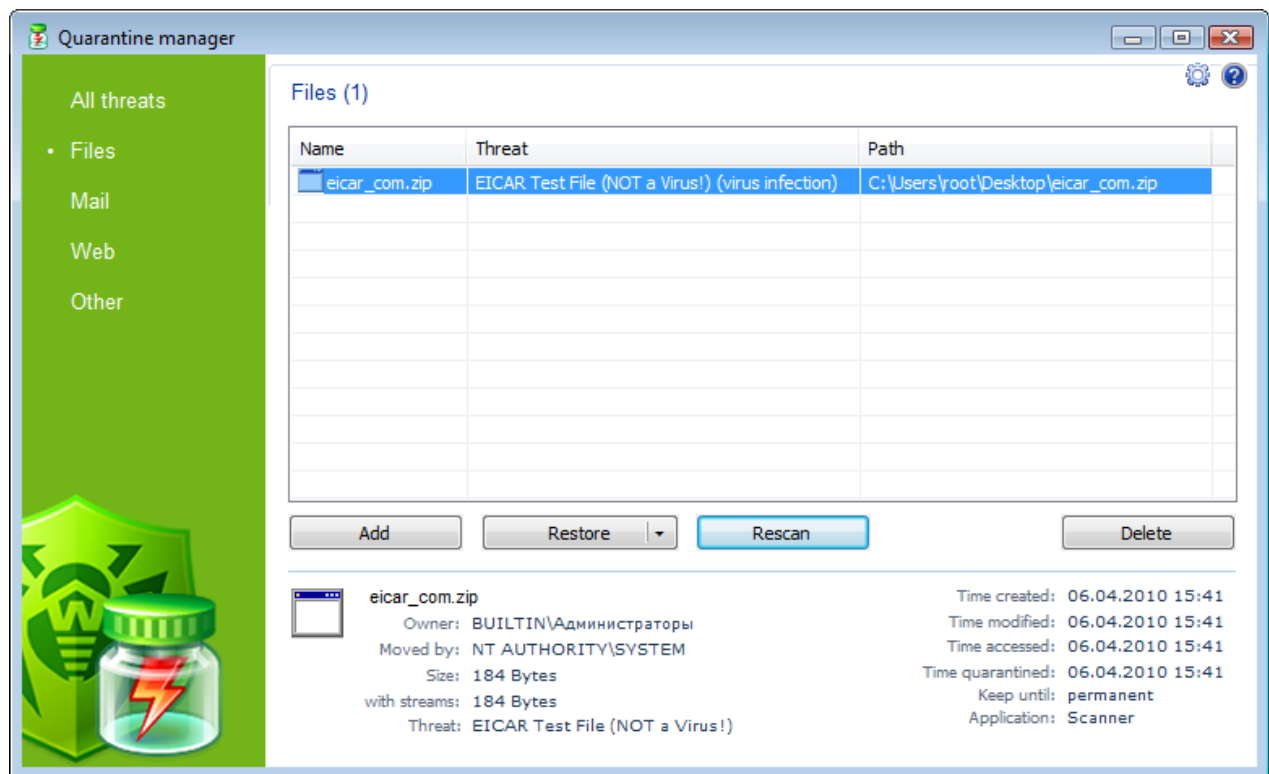 Quarantine manager
All threats
• Files
Mail
Web
Other
Files (1)
Name Threat Path
eicar_com.zip EICAR Test File (NOT a Virus!) (virus infection) C:\Users\root\Desktop\eicar_com.zip
Add Restore Rescan Delete
eicar_com.zip
Owner: BUILTIN\Администраторы
Moved by: NT AUTHORITY\SYSTEM
Size: 184 Bytes
with streams: 184 Bytes
Threat: EICAR Test File (NOT a Virus!)
Time created: 06.04.2010 15:41
Time modified: 06.04.2010 15:41
Time accessed: 06.04.2010 15:41
Time quarantined: 06.04.2010 15:41
Keep until: permanent
Application: Scanner